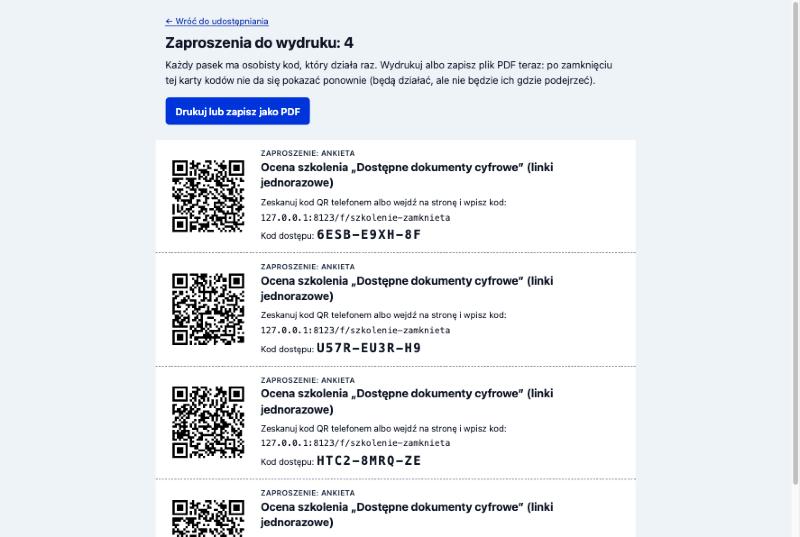 ← Wróć do udostępniania
Zaproszenia do wydruku: 4
Każdy pasek ma osobisty kod, który działa raz. Wydrukuj albo zapisz plik PDF teraz: po zamknięciu
tej karty kodów nie da się pokazać ponownie (będą działać, ale nie będzie ich gdzie podejrzeć).
Drukuj lub zapisz jako PDF
ZAPROSZENIE: ANKIETA
Ocena szkolenia „Dostępne dokumenty cyfrowe” (linki
jednorazowe)
Zeskanuj kod QR telefonem albo wejdź na stronę i wpisz kod:
127.0.0.1:8123/f/szkolenie-zamkniete
Kod dostępu: 6ESB-E9XH-8F
ZAPROSZENIE: ANKIETA
Ocena szkolenia „Dostępne dokumenty cyfrowe” (linki
jednorazowe)
Zeskanuj kod QR telefonem albo wejdź na stronę i wpisz kod:
127.0.0.1:8123/f/szkolenie-zamkniete
Kod dostępu: U57R-EU3R-H9
ZAPROSZENIE: ANKIETA
Ocena szkolenia „Dostępne dokumenty cyfrowe” (linki
jednorazowe)
Zeskanuj kod QR telefonem albo wejdź na stronę i wpisz kod:
127.0.0.1:8123/f/szkolenie-zamkniete
Kod dostępu: HTC2-8MRQ-ZE
ZAPROSZENIE: ANKIETA
Ocena szkolenia „Dostępne dokumenty cyfrowe” (linki
jednorazowe)